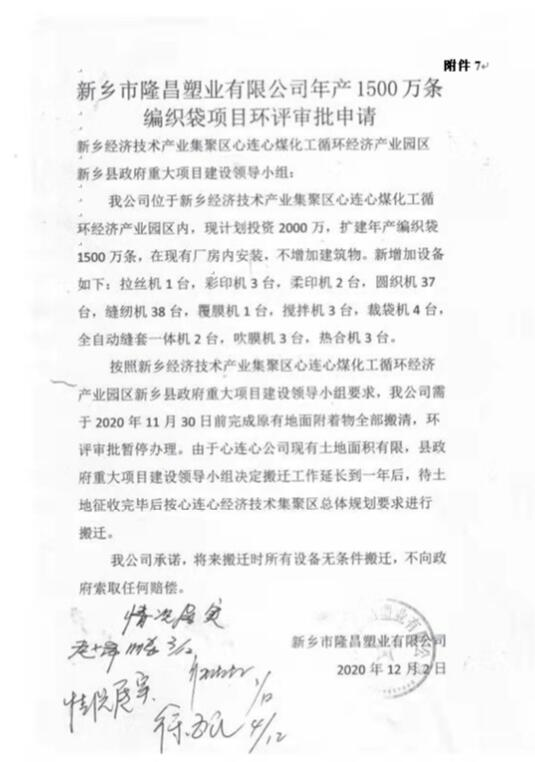 附件 7
新乡市隆昌塑业有限公司年产 1500 万条
编织袋项目环评审批申请
新乡经济技术产业集聚区心连心煤化工循环经济产业园区
新乡县政府重大项目建设领导小组：
我公司位于新乡经济技术产业集聚区心连心煤化工循
环经济产业园区内，现计划投资 2000 万，扩建年产编织袋
1500 万条，在现有厂房内安装、不增加建筑物。新增加设备
如下：拉丝机 1 台，彩印机 3 台，柔印机 2 台，圆织机 37
台，缝纫机 38 台，覆膜机 1 台，搅拌机 3 台，裁袋机 4 台，
全自动缝套一体机 2 台，吹膜机 3 台，热合机 3 台。
按照新乡经济技术产业集聚区心连心煤化工循环经济
产业园区新乡县政府重大项目建设领导小组要求，我公司需
于 2020 年 11 月 30 日前完成原有地面附着物全部搬清，环
评审批暂停办理。由于心连心公司现有土地面积有限，县政
府重大项目建设领导小组决定搬迁工作延长到一年后，待土
地征收完毕后按心连心经济技术集聚区总体规划要求进行
搬迁。
我公司承诺，将来搬迁时所有设备无条件搬迁，不向政
府索取任何赔偿。
情况属实
新乡市隆昌塑业有限公司
2020 年 12 月 2 日
情况属实
4/12